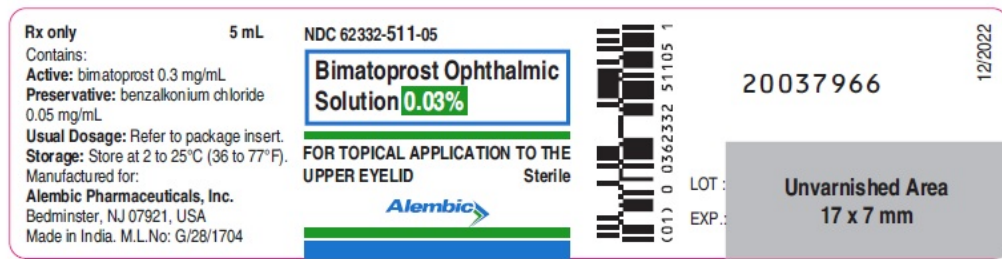 Rx only 5 mL
Contains:
Active: bimatoprost 0.3 mg/mL
Preservative: benzalkonium chloride
0.05 mg/mL
Usual Dosage: Refer to package insert.
Storage: Store at 2 to 25°C (36 to 77°F).
Manufactured for:
Alembic Pharmaceuticals, Inc.
Bedminster, NJ 07921, USA
Made in India. M.L.No: G/28/1704
NDC 62332-511-05
Bimatoprost Ophthalmic
Solution 0.03%
FOR TOPICAL APPLICATION TO THE
UPPER EYELID Sterile
Alembic
(01) 0 0362332 51105 1
20037966
12/2022
LOT :
EXP.:
Unvarnished Area
17 x 7 mm